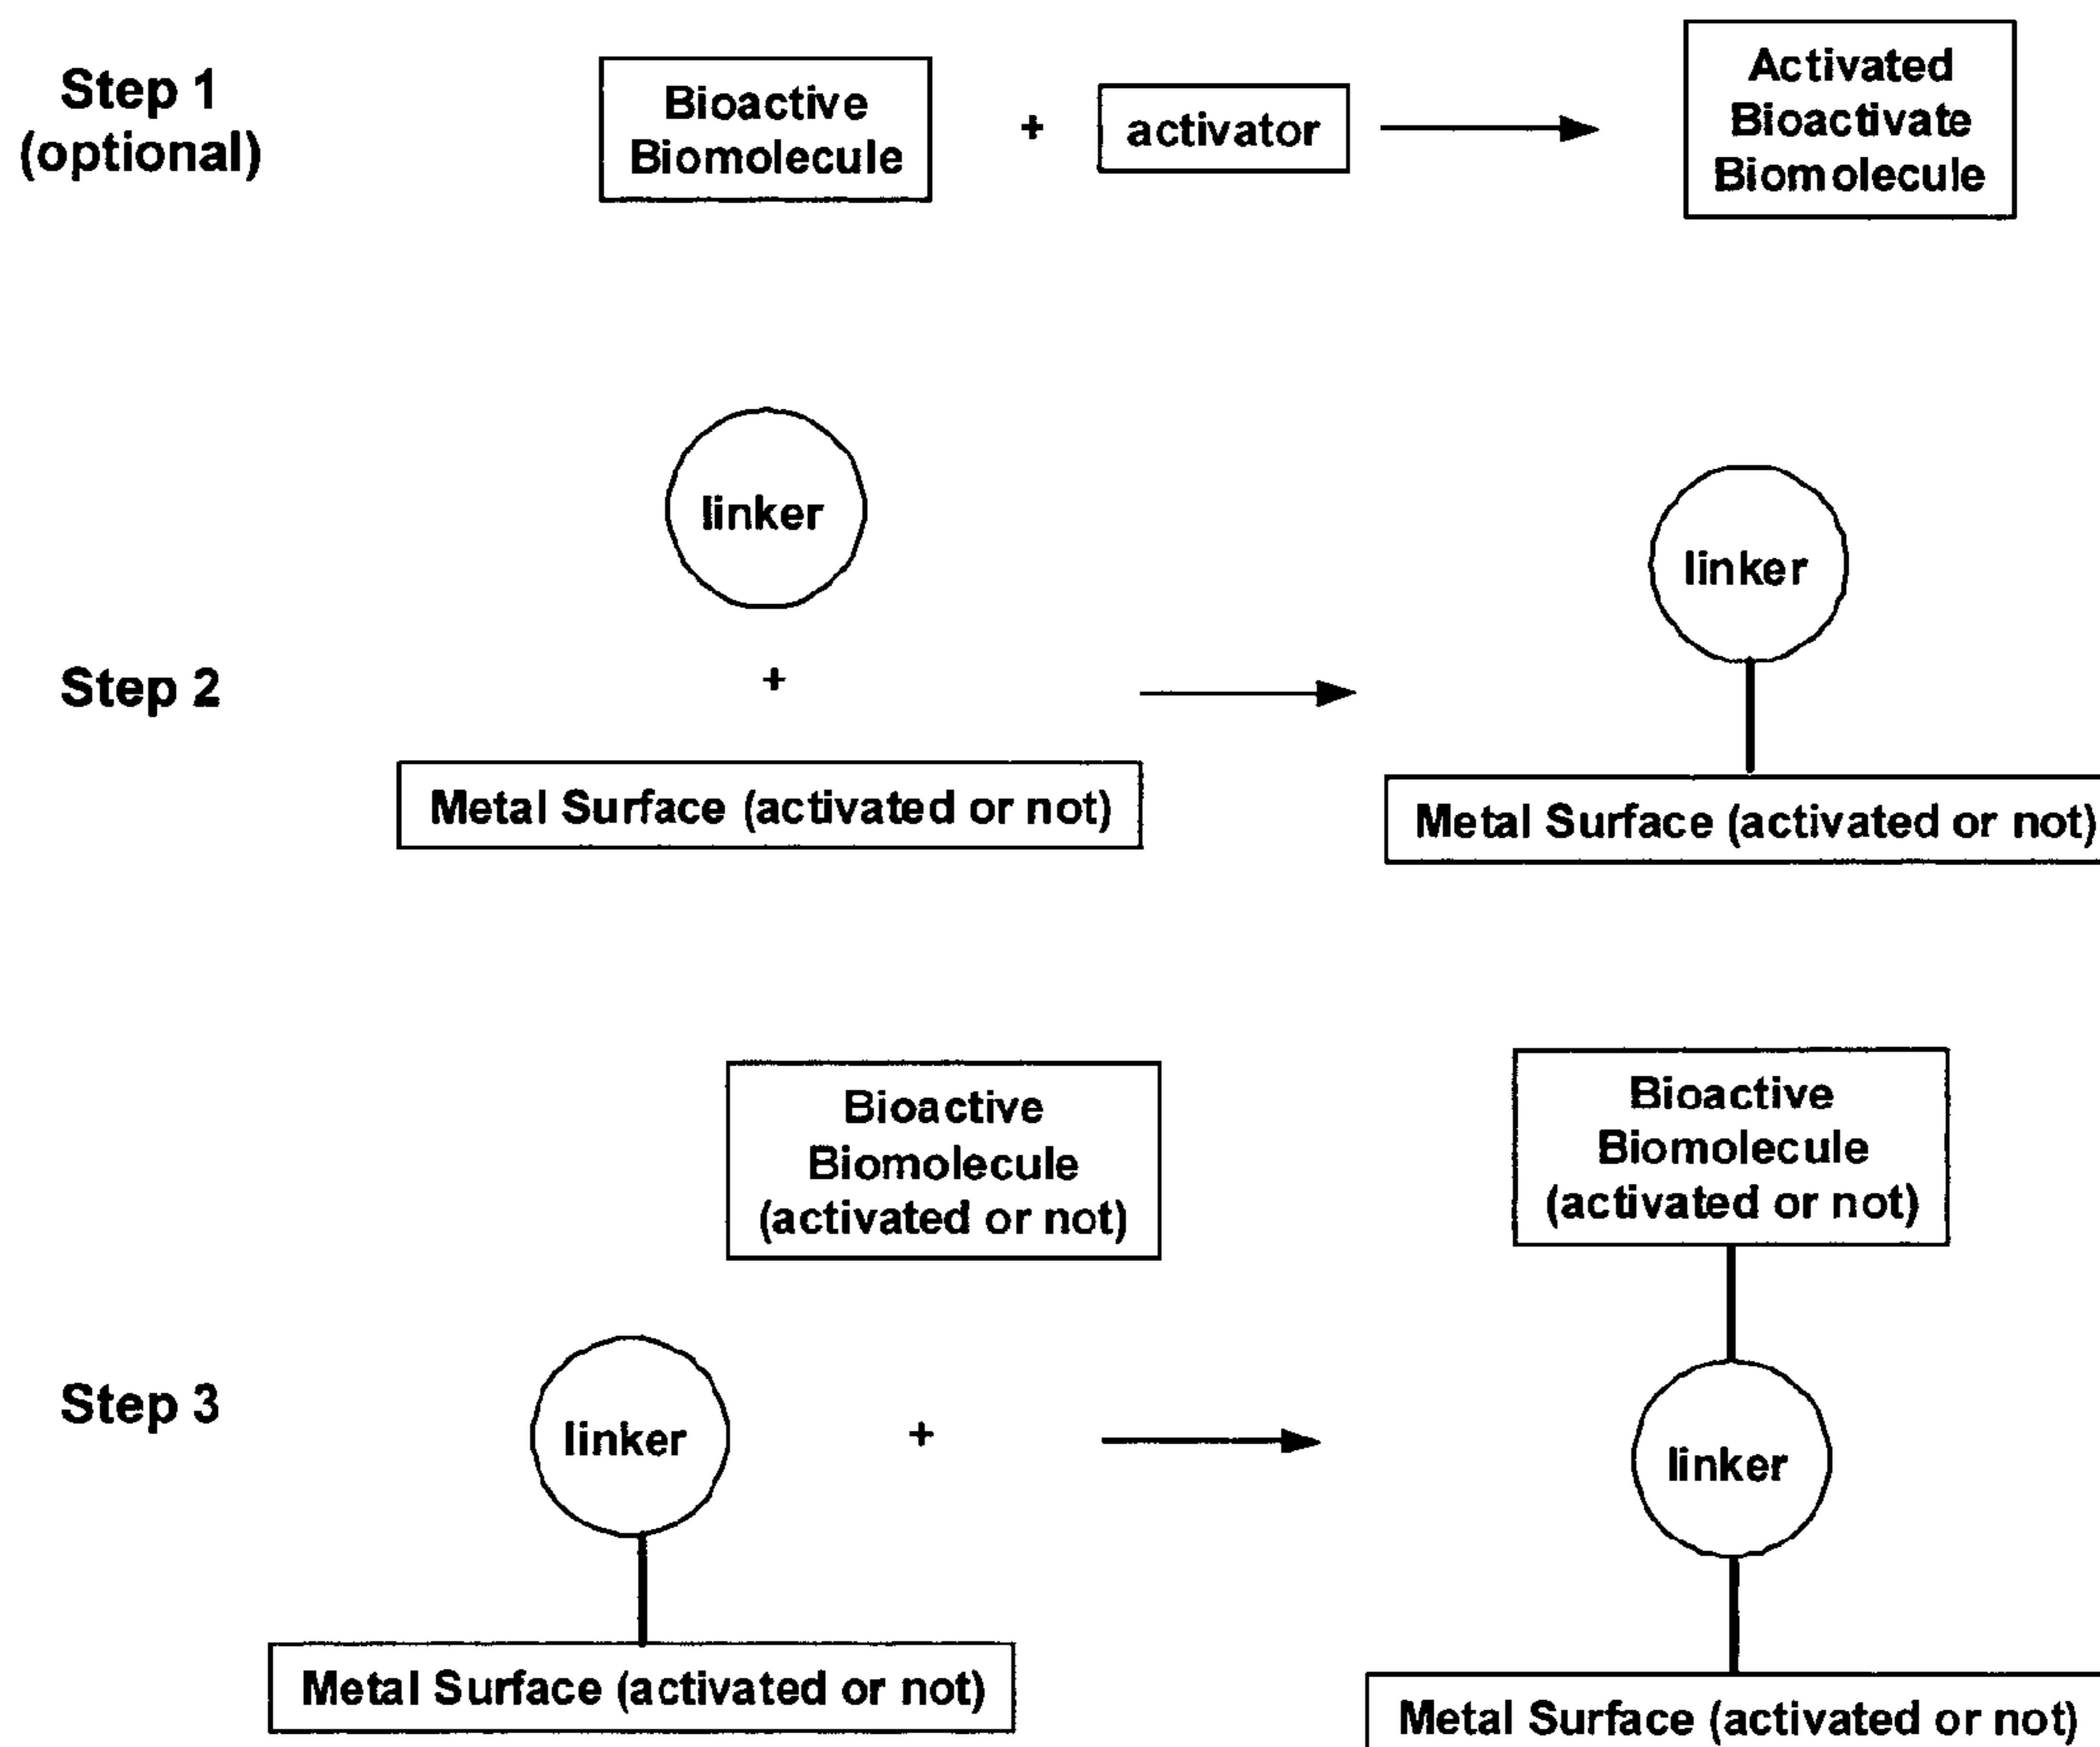 Step 1
(optional)
Bioactive
Biomolecule
+
activator
Activated
Bioactivate
Biomolecule
linker
linker
Step 2
+
Metal Surface (activated or not)
Metal Surface (activated or not)
Bioactive
Biomolecule
(activated or not)
Bioactive
Biomolecule
(activated or not)
Step 3
linker
+
linker
Metal Surface (activated or not)
Metal Surface (activated or not)